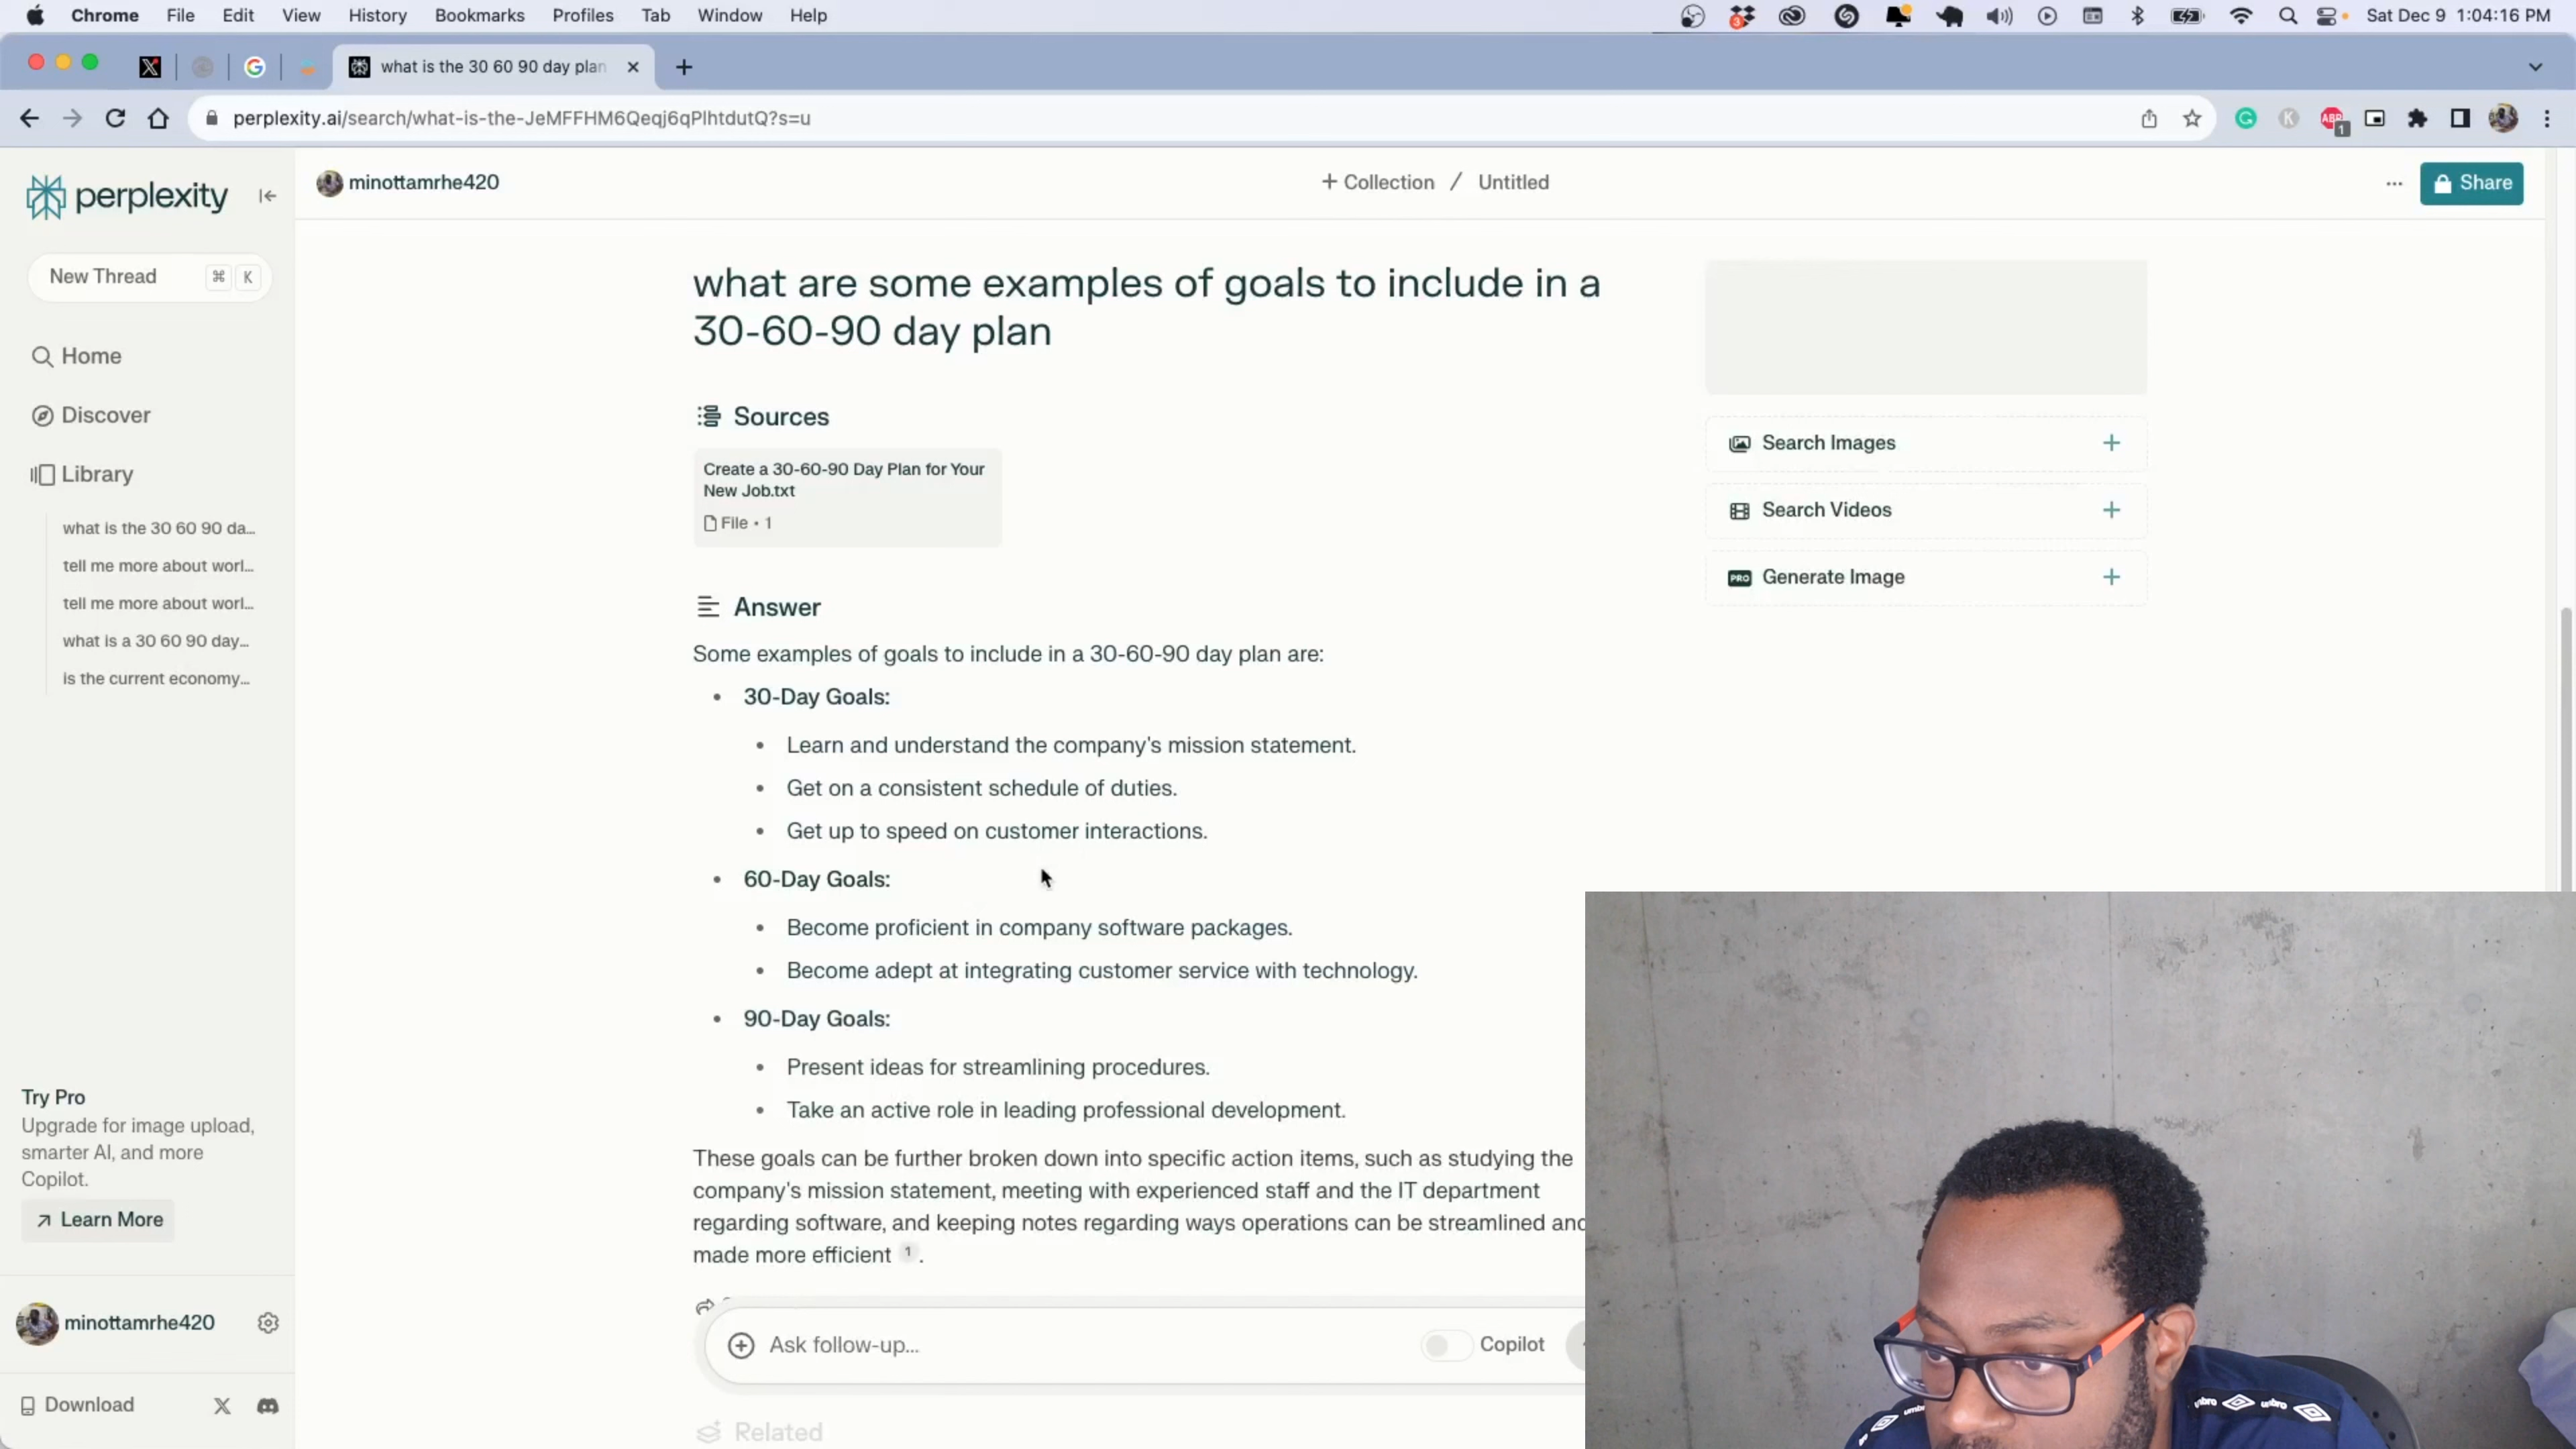 Chrome File Edit View History Bookmarks Profiles Tab Window Help
3
Sat Dec 9 1:04:16 PM
what is the 30 60 90 day plan
perplexity.ai/search/what-is-the-JeMFFHM6Qeqj6qPlhtdutQ?s=u
ABP
1
perplexity
New Thread ⌘ K
Home
Discover
Library
what is the 30 60 90 da...
tell me more about worl...
tell me more about worl...
what is a 30 60 90 day...
is the current economy...
Try Pro
Upgrade for image upload,
smarter AI, and more
Copilot.
Learn More
minottamrhe420
Download
minottamrhe420
+ Collection / Untitled
Share
what are some examples of goals to include in a
30-60-90 day plan
Sources
Create a 30-60-90 Day Plan for Your
New Job.txt
File • 1
Answer
Some examples of goals to include in a 30-60-90 day plan are:
• 30-Day Goals:
• Learn and understand the company's mission statement.
• Get on a consistent schedule of duties.
• Get up to speed on customer interactions.
• 60-Day Goals:
• Become proficient in company software packages.
• Become adept at integrating customer service with technology.
• 90-Day Goals:
• Present ideas for streamlining procedures.
• Take an active role in leading professional development.
These goals can be further broken down into specific action items, such as studying the
company's mission statement, meeting with experienced staff and the IT department
regarding software, and keeping notes regarding ways operations can be streamlined and
made more efficient 1 .
Ask follow-up...
Copilot
Related
Search Images
Search Videos
PRO Generate Image
umbro
umbro